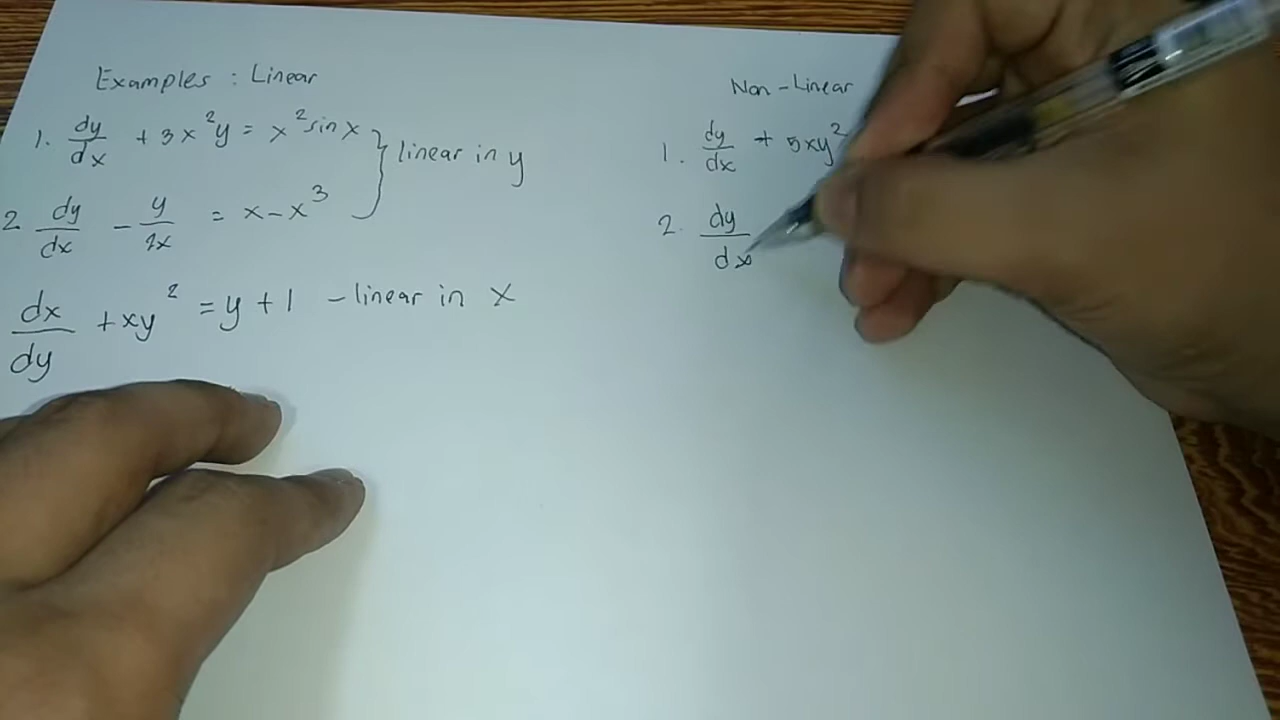 Examples : Linear
1. dy/dx + 3x²y = x² sin x
2 dy/dx - y/2x = x - x³
linear in y
dx/dy + xy² = y + 1 - linear in x
Non-Linear
1. dy/dx + 5xy²
2. dy/dx